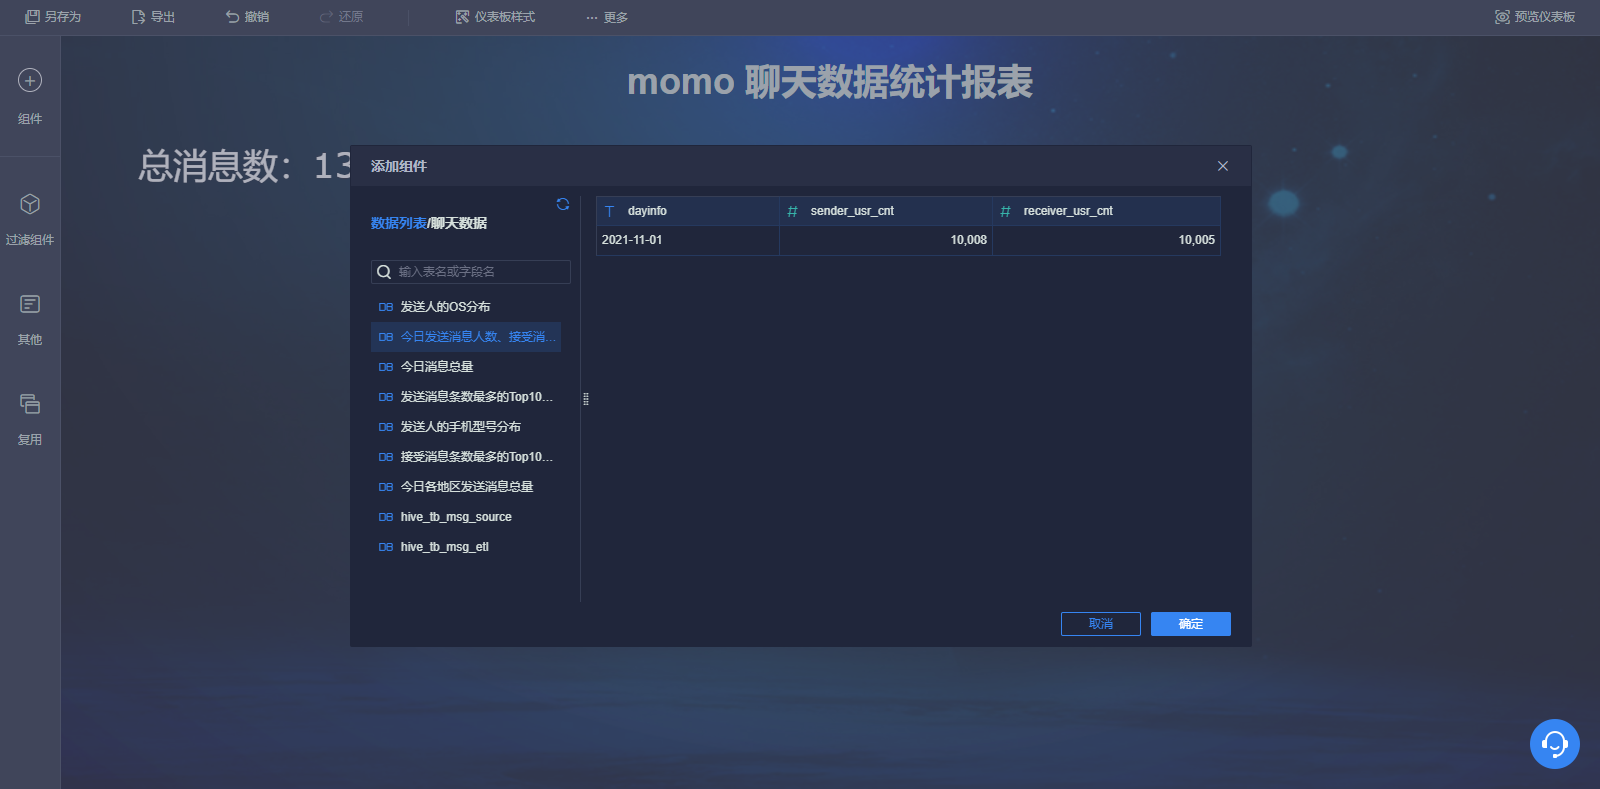 另存为 导出 撤销 还原 仪表板样式 ··· 更多 预览仪表板
momo 聊天数据统计报表
组件
过滤组件
其他
复用
总消息数：13
添加组件
数据列表/聊天数据
输入表名或字段名
DB 发送人的OS分布
DB 今日发送消息人数、接受消...
DB 今日消息总量
DB 发送消息条数最多的Top10...
DB 发送人的手机型号分布
DB 接受消息条数最多的Top10...
DB 今日各地区发送消息总量
DB hive_tb_msg_source
DB hive_tb_msg_etl
T dayinfo # sender_usr_cnt # receiver_usr_cnt
2021-11-01 10,008 10,005
取消 确定